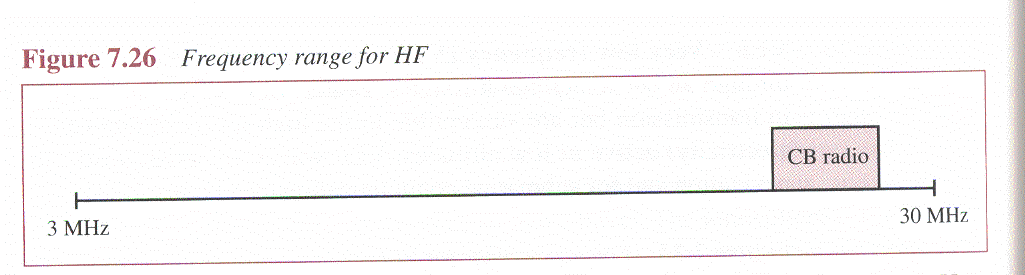 Figure 7.26 Frequency range for HF
CB radio
3 MHz
30 MHz